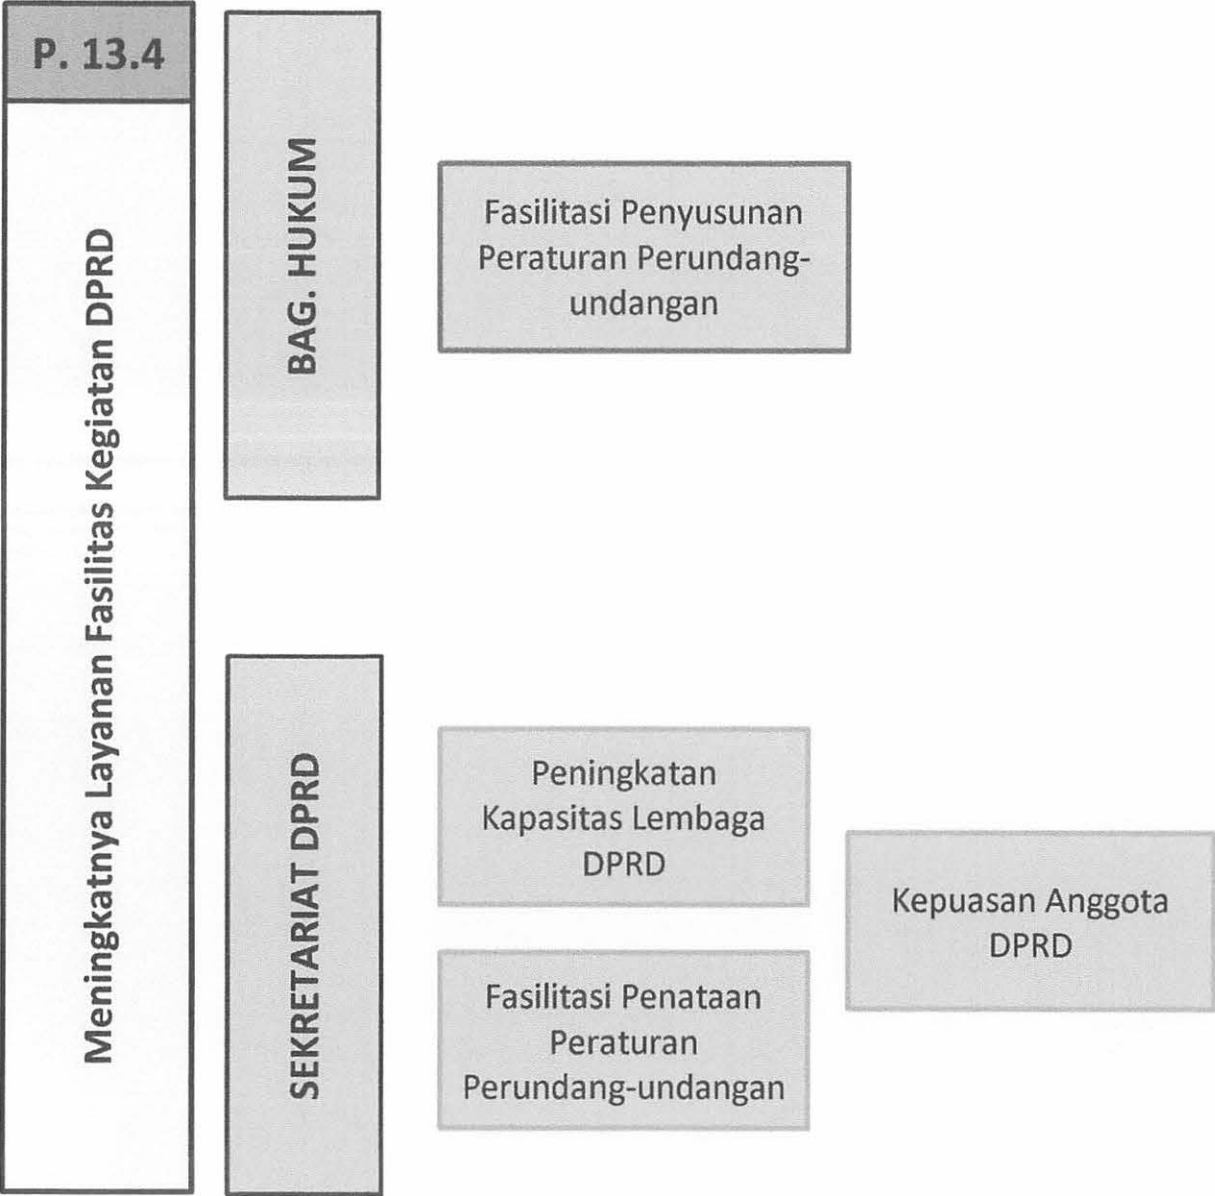 P. 13.4
Meningkatnya Layanan Fasilitas Kegiatan DPRD
BAG. HUKUM
Fasilitasi Penyusunan
Peraturan Perundang-
undangan
SEKRETARIAT DPRD
Peningkatan
Kapasitas Lembaga
DPRD
Fasilitasi Penataan
Peraturan
Perundang-undangan
Kepuasan Anggota
DPRD